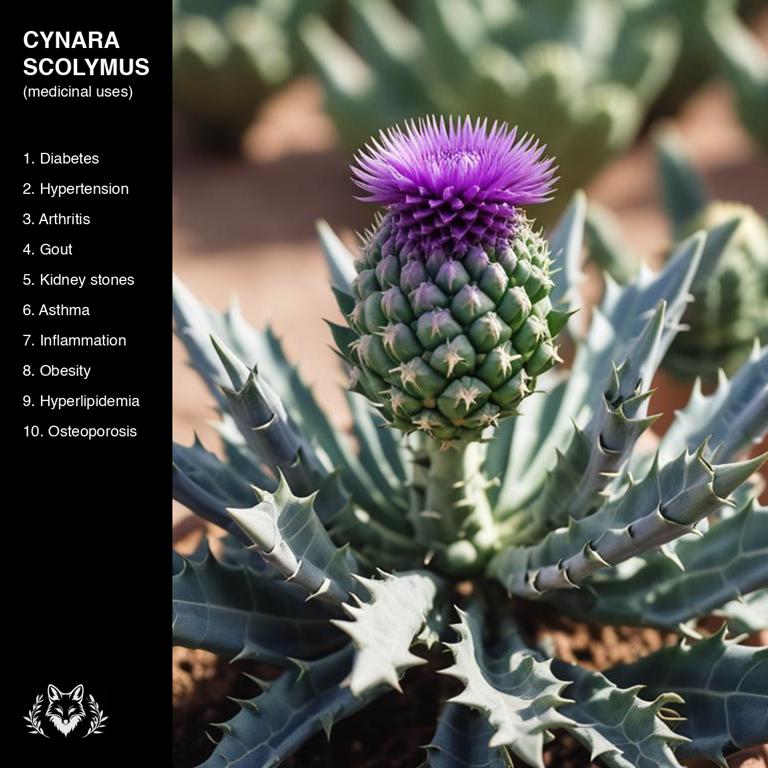 CYNARA
SCOLYMUS
(medicinal uses)
1. Diabetes
2. Hypertension
3. Arthritis
4. Gout
5. Kidney stones
6. Asthma
7. Inflammation
8. Obesity
9. Hyperlipidemia
10. Osteoporosis